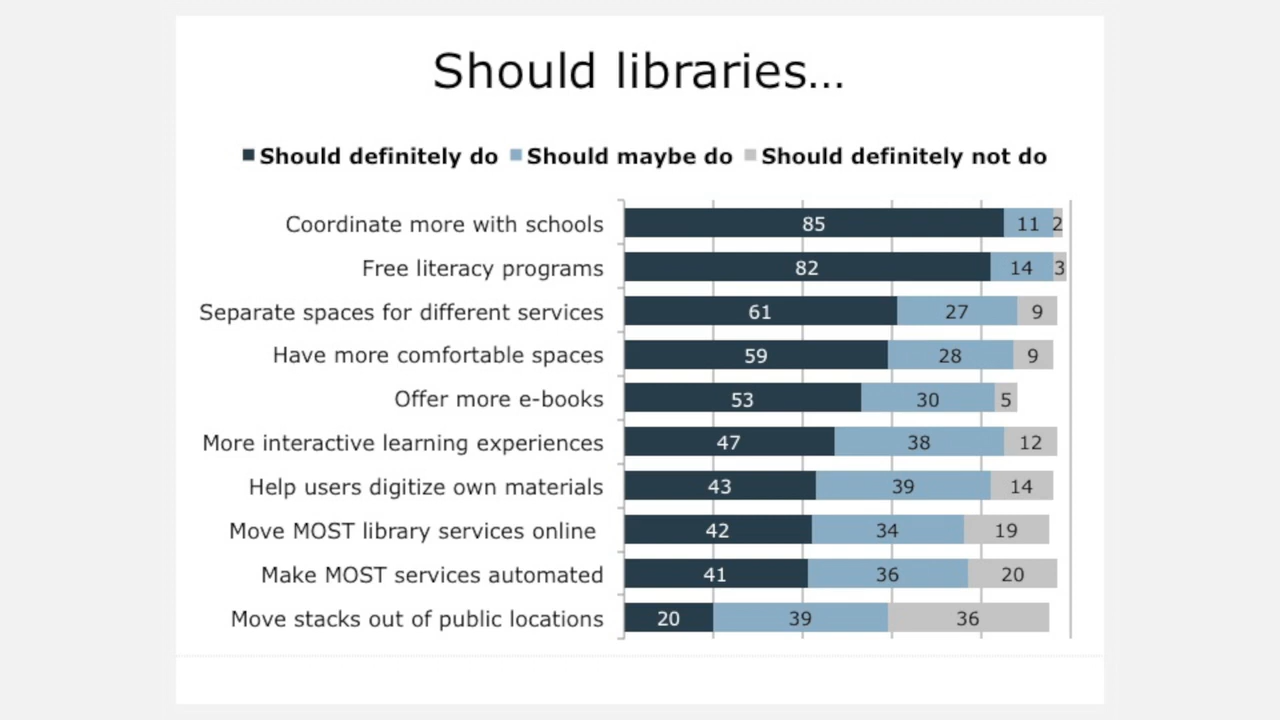 Should libraries...
Should definitely do Should maybe do Should definitely not do
Coordinate more with schools 85 11 2
Free literacy programs 82 14 3
Separate spaces for different services 61 27 9
Have more comfortable spaces 59 28 9
Offer more e-books 53 30 5
More interactive learning experiences 47 38 12
Help users digitize own materials 43 39 14
Move MOST library services online 42 34 19
Make MOST services automated 41 36 20
Move stacks out of public locations 20 39 36